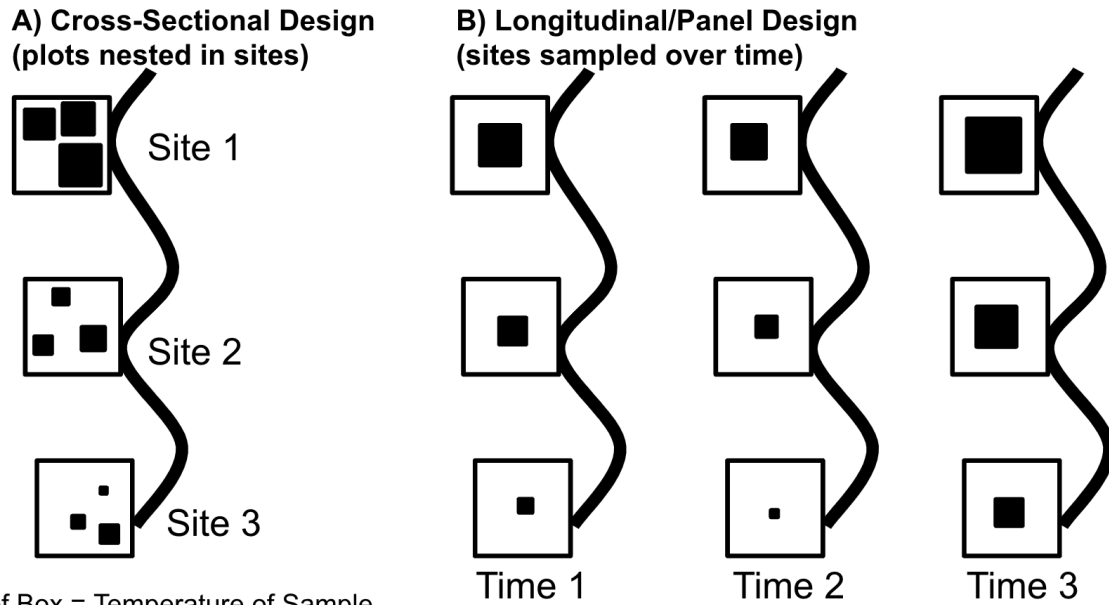 A) Cross-Sectional Design
(plots nested in sites)
B) Longitudinal/Panel Design
(sites sampled over time)
Site 1
Site 2
Site 3
Time 1
Time 2
Time 3
of Box = Temperature of Sample